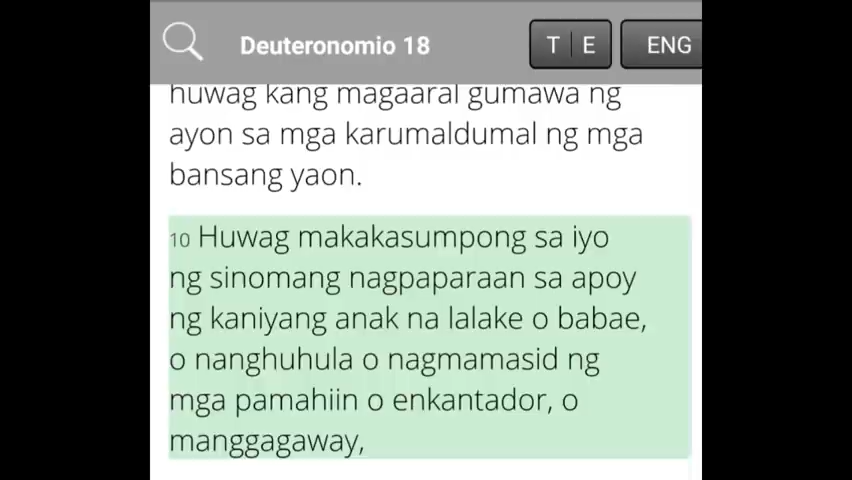 Deuteronomio 18
T E
ENG
huwag kang magaaral gumawa ng
ayon sa mga karumaldumal ng mga
bansang yaon.
10 Huwag makakasumpong sa iyo
ng sinomang nagpaparaan sa apoy
ng kaniyang anak na lalake o babae,
o nanghuhula o nagmamasid ng
mga pamahiin o enkantador, o
manggagaway,